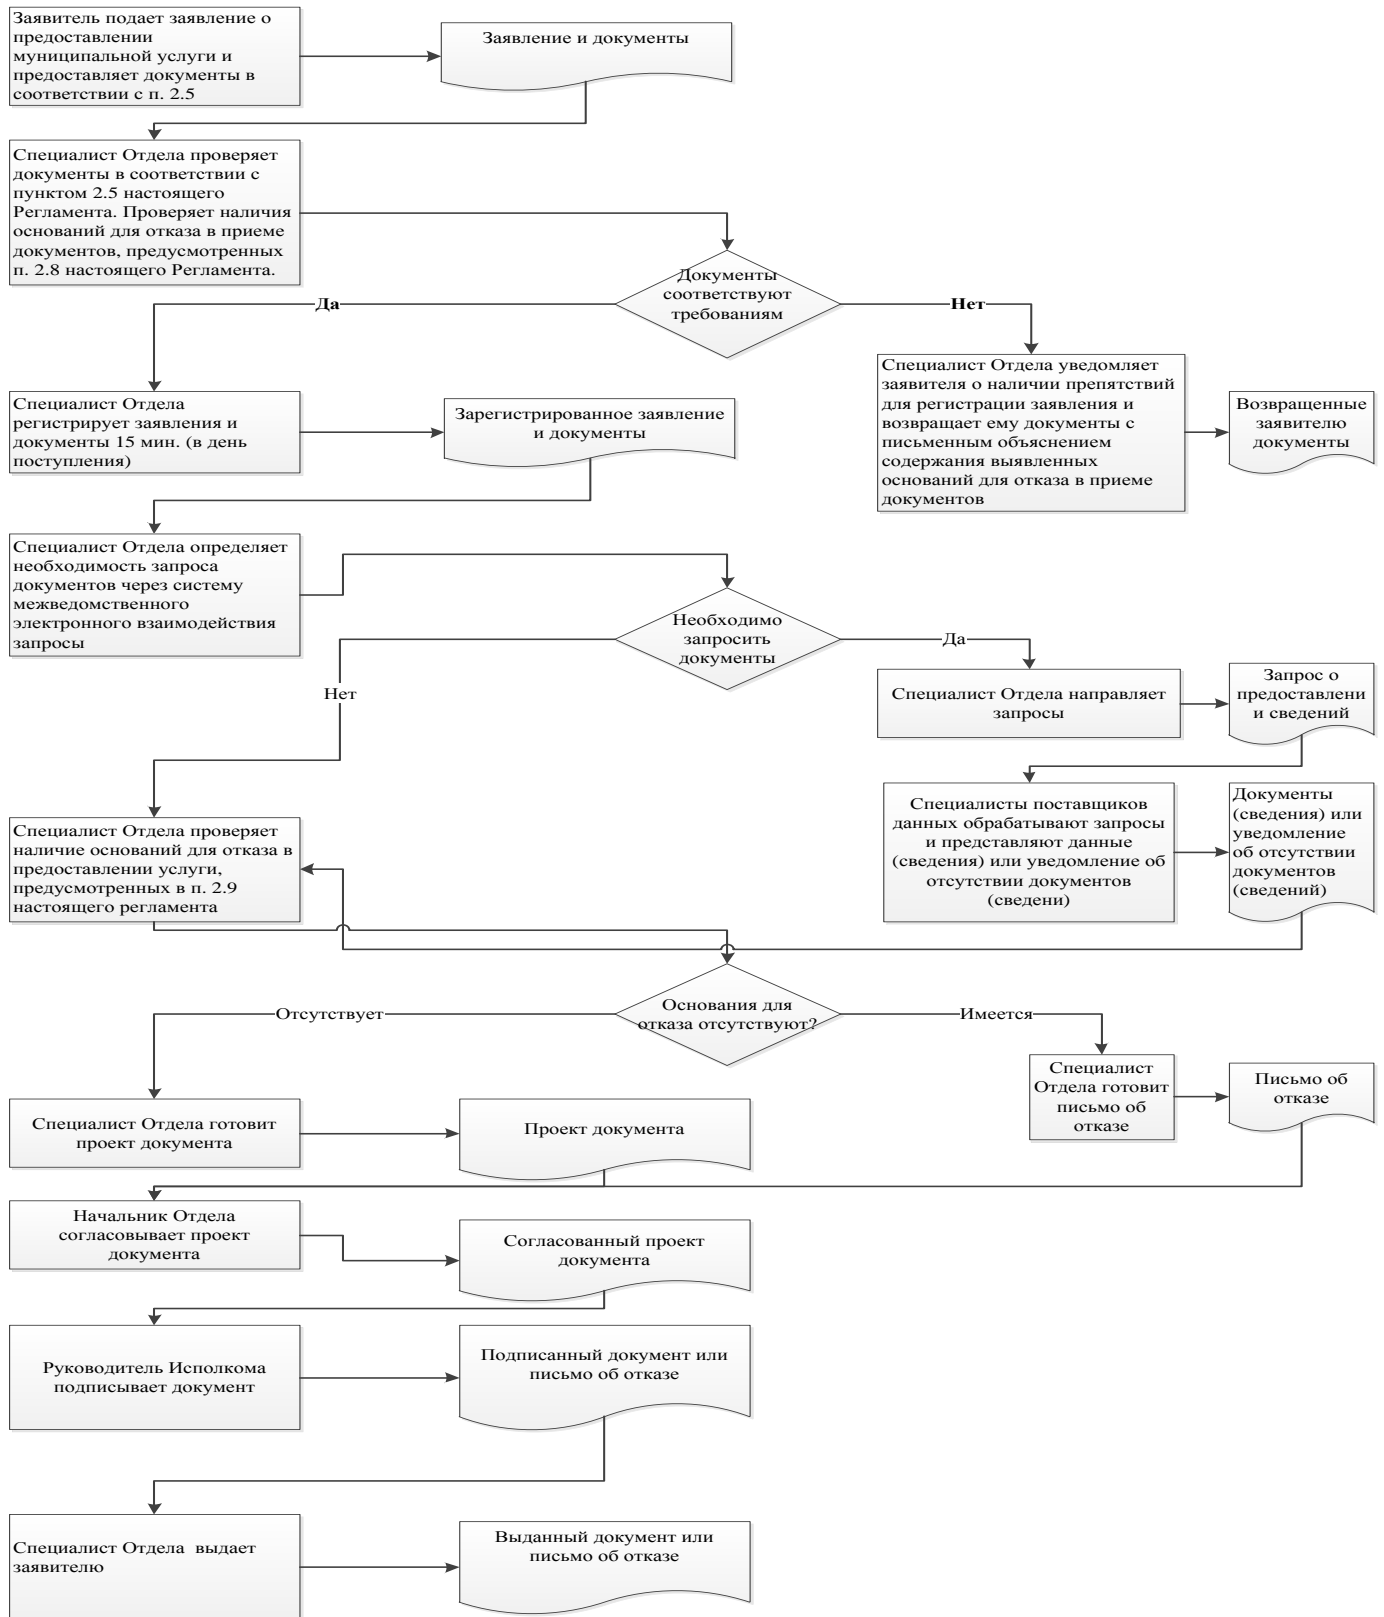 Заявитель подает заявление о
предоставлении
муниципальной услуги и
предоставляет документы в
соответствии с п. 2.5
Заявление и документы
Специалист Отдела проверяет
документы в соответствии с
пунктом 2.5 настоящего
Регламента. Проверяет наличия
оснований для отказа в приеме
документов, предусмотренных
п. 2.8 настоящего Регламента.
Документы
соответствуют
требованиям
Да
Нет
Специалист Отдела
регистрирует заявления и
документы 15 мин. (в день
поступления)
Зарегистрированное заявление
и документы
Специалист Отдела уведомляет
заявителя о наличии препятствий
для регистрации заявления и
возвращает ему документы с
письменным объяснением
содержания выявленных
оснований для отказа в приеме
документов
Возвращенные
заявителю
документы
Специалист Отдела определяет
необходимость запроса
документов через систему
межведомственного
электронного взаимодействия
запросы
Необходимо
запросить
документы
Да
Нет
Специалист Отдела направляет
запросы
Запрос о
предоставлени
и сведений
Специалисты поставщиков
данных обрабатывают запросы
и представляют данные
(сведения) или уведомление об
отсутствии документов
(сведени)
Документы
(сведения) или
уведомление
об отсутствии
документов
(сведений)
Специалист Отдела проверяет
наличие оснований для отказа в
предоставлении услуги,
предусмотренных в п. 2.9
настоящего регламента
Основания для
отказа отсутствуют?
Отсутствует
Имеется
Специалист
Отдела готовит
письмо об
отказе
Письмо об
отказе
Специалист Отдела готовит
проект документа
Проект документа
Начальник Отдела
согласовывает проект
документа
Согласованный проект
документа
Руководитель Исполкома
подписывает документ
Подписанный документ или
письмо об отказе
Специалист Отдела  выдает
заявителю
Выданный документ или
письмо об отказе